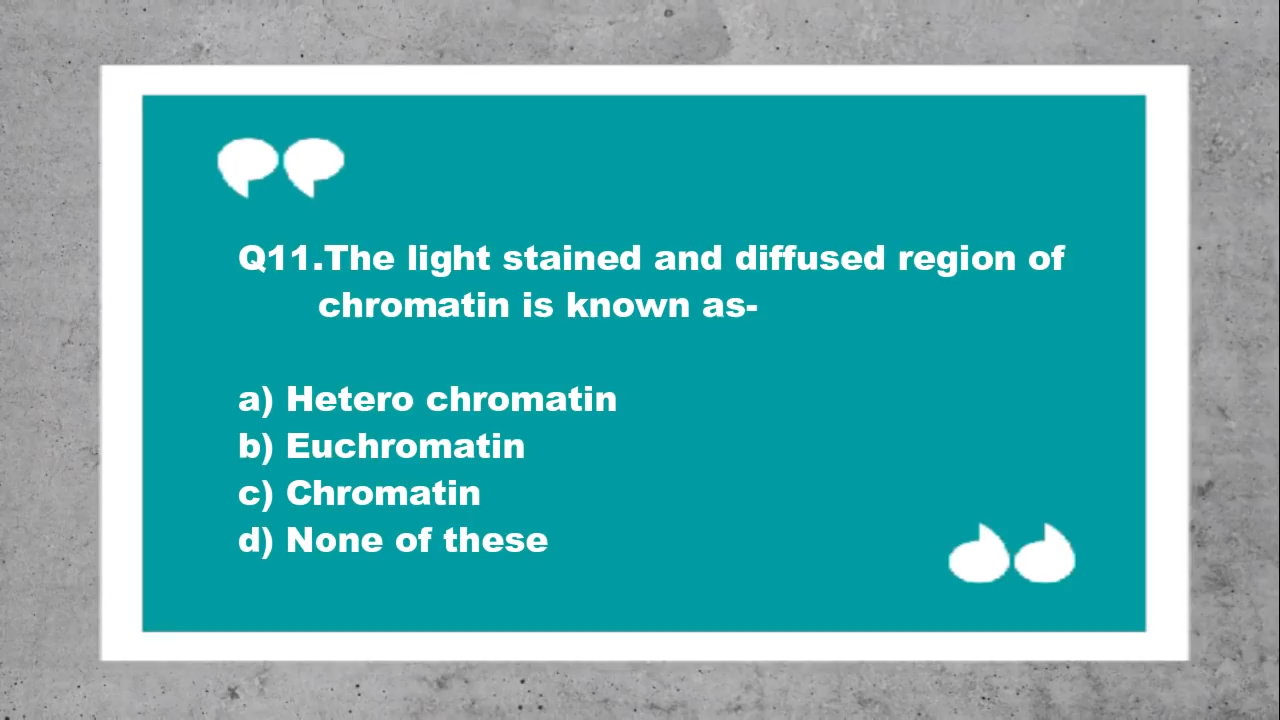 Q11.The light stained and diffused region of
chromatin is known as-
a) Hetero chromatin
b) Euchromatin
c) Chromatin
d) None of these